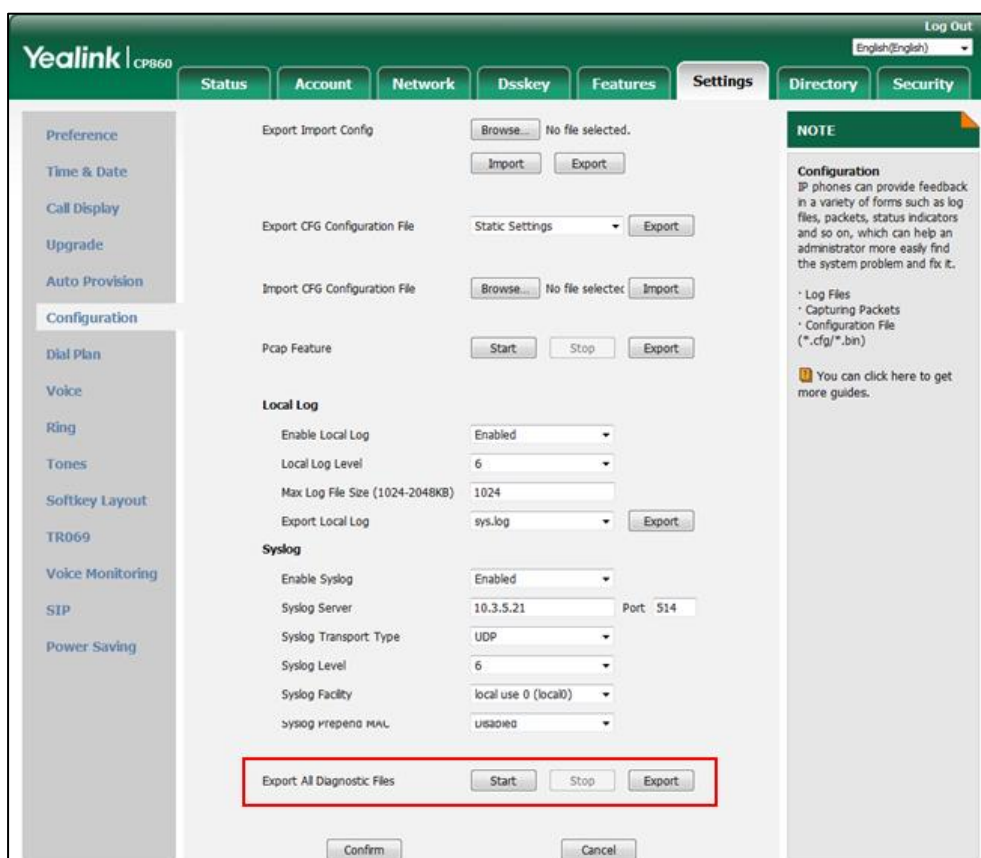 Log Out
English(English)
Yealink | CP860
Status Account Network Dsskey Features Settings Directory Security
Preference
Time & Date
Call Display
Upgrade
Auto Provision
Configuration
Dial Plan
Voice
Ring
Tones
Softkey Layout
TR069
Voice Monitoring
SIP
Power Saving
Export Import Config Browse... No file selected.
Import Export
Export CFG Configuration File Static Settings Export
Import CFG Configuration File Browse... No file selectec Import
Pcap Feature Start Stop Export
Local Log
Enable Local Log Enabled
Local Log Level 6
Max Log File Size (1024-2048KB) 1024
Export Local Log sys.log Export
Syslog
Enable Syslog Enabled
Syslog Server 10.3.5.21 Port 514
Syslog Transport Type UDP
Syslog Level 6
Syslog Facility local use 0 (local0)
Syslog Prepend MAC Disabled
Export All Diagnostic Files Start Stop Export
Confirm Cancel
NOTE
Configuration
IP phones can provide feedback
in a variety of forms such as log
files, packets, status indicators
and so on, which can help an
administrator more easily find
the system problem and fix it.
· Log Files
· Capturing Packets
· Configuration File
(*.cfg/*.bin)
You can click here to get
more guides.